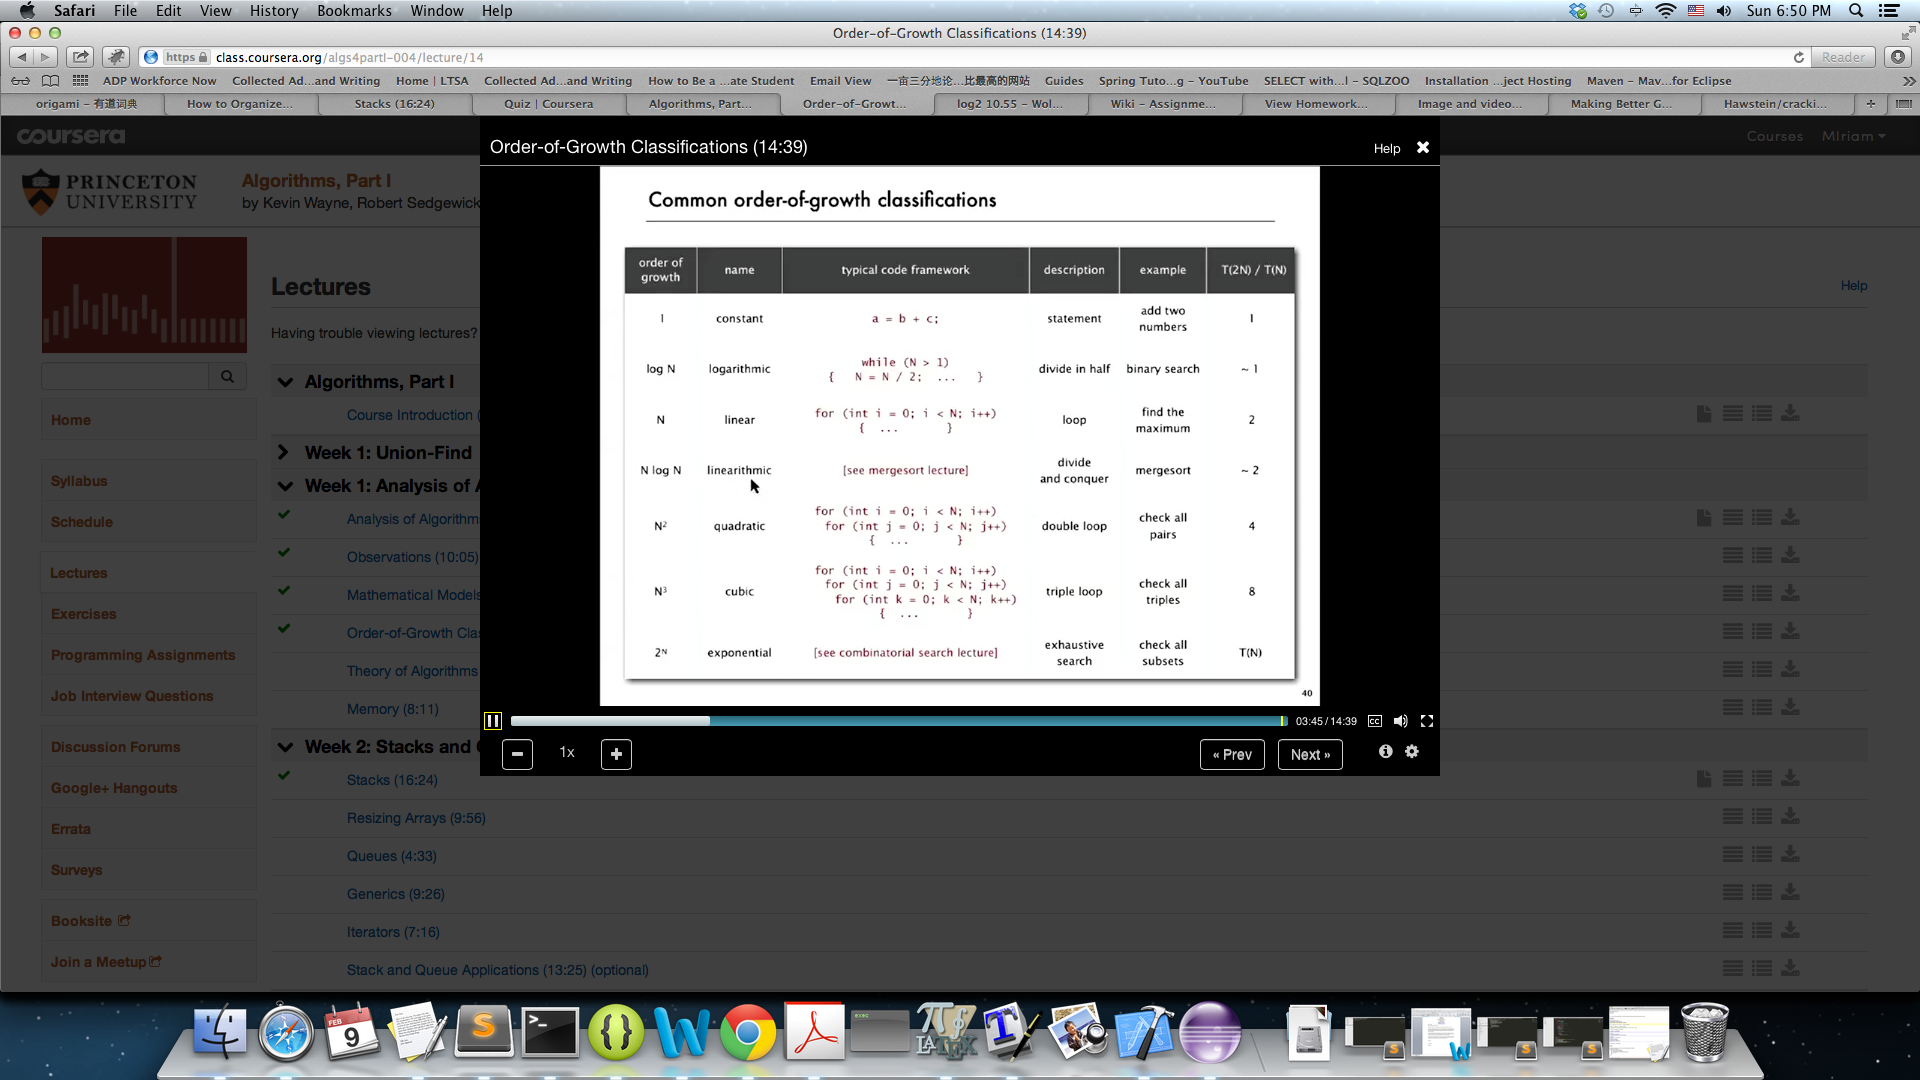 Safari File Edit View History Bookmarks Window Help Sun 6:50 PM
Order-of-Growth Classifications (14:39)
https class.coursera.org/algs4partI-004/lecture/14 Reader
ADP Workforce Now Collected Ad...and Writing Home | LTSA Collected Ad...and Writing How to Be a ...ate Student Email View 一亩三分地论...比最高的网站 Guides Spring Tuto...g – YouTube SELECT with...l – SQLZOO Installation ...ject Hosting Maven – Mav...for Eclipse
origami – 有道词典 How to Organize... Stacks (16:24) Quiz | Coursera Algorithms, Part... Order-of-Growt... log2 10.55 – Wol... Wiki – Assignme... View Homework... Image and video... Making Better G... Hawstein/cracki...
coursera Courses MIriam
Order-of-Growth Classifications (14:39) Help
PRINCETON UNIVERSITY
Algorithms, Part I
by Kevin Wayne, Robert Sedgewick
Common order-of-growth classifications
order of growth name typical code framework description example T(2N) / T(N)
1 constant a = b + c; statement add two numbers 1
log N logarithmic while (N > 1) { N = N / 2; ... } divide in half binary search ~ 1
N linear for (int i = 0; i < N; i++) { ... } loop find the maximum 2
N log N linearithmic [see mergesort lecture] divide and conquer mergesort ~ 2
N² quadratic for (int i = 0; i < N; i++) for (int j = 0; j < N; j++) { ... } double loop check all pairs 4
N³ cubic for (int i = 0; i < N; i++) for (int j = 0; j < N; j++) for (int k = 0; k < N; k++) { ... } triple loop check all triples 8
2ᴺ exponential [see combinatorial search lecture] exhaustive search check all subsets T(N)
40
03:45 / 14:39 CC
1x « Prev Next »
Home
Syllabus
Schedule
Lectures
Exercises
Programming Assignments
Job Interview Questions
Discussion Forums
Google+ Hangouts
Errata
Surveys
Booksite
Join a Meetup
Lectures
Help
Having trouble viewing lectures?
Algorithms, Part I
Course Introduction (
Week 1: Union-Find
Week 1: Analysis of A
Analysis of Algorithm
Observations (10:05)
Mathematical Models
Order-of-Growth Clas
Theory of Algorithms
Memory (8:11)
Week 2: Stacks and
Stacks (16:24)
Resizing Arrays (9:56)
Queues (4:33)
Generics (9:26)
Iterators (7:16)
Stack and Queue Applications (13:25) (optional)
FEB
9
exec